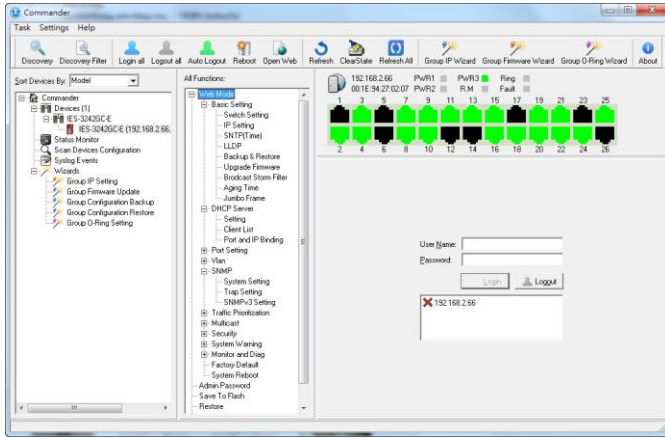 Commander
Task Settings Help
Discovery Discovery Filter Login all Logout all Auto Logout Reboot Open Web Refresh ClearState Refresh All Group IP Wizard Group Firmware Wizard Group O-Ring Wizard About
Sort Devices By: Model
Commander
Devices (1)
IES-3242GC-E
IES-3242GC-E (192.168.2.66,
Status Monitor
Scan Devices Configuration
Syslog Events
Wizards
Group IP Setting
Group Firmware Update
Group Configuration Backup
Group Configuration Restore
Group O-Ring Setting
All Functions:
Web Mode
Basic Setting
Switch Setting
IP Setting
SNTP(Time)
LLDP
Backup & Restore
Upgrade Firmware
Brodcast Storm Filter
Aging Time
Jumbo Frame
DHCP Server
Setting
Client List
Port and IP Binding
Port Setting
Vlan
SNMP
System Setting
Trap Setting
SNMPv3 Setting
Traffic Prioritization
Multicast
Security
System Warning
Monitor and Diag
Factory Default
System Reboot
Admin Password
Save To Flash
Restore
192.168.2.66 PWR1 PWR3 Ring
00:1E:94:27:02:07 PWR2 R.M Fault
1 3 5 7 9 11 13 15 17 19 21 23 25
2 4 6 8 10 12 14 16 18 20 22 24 26
User Name:
Password:
Login Logout
192.168.2.66